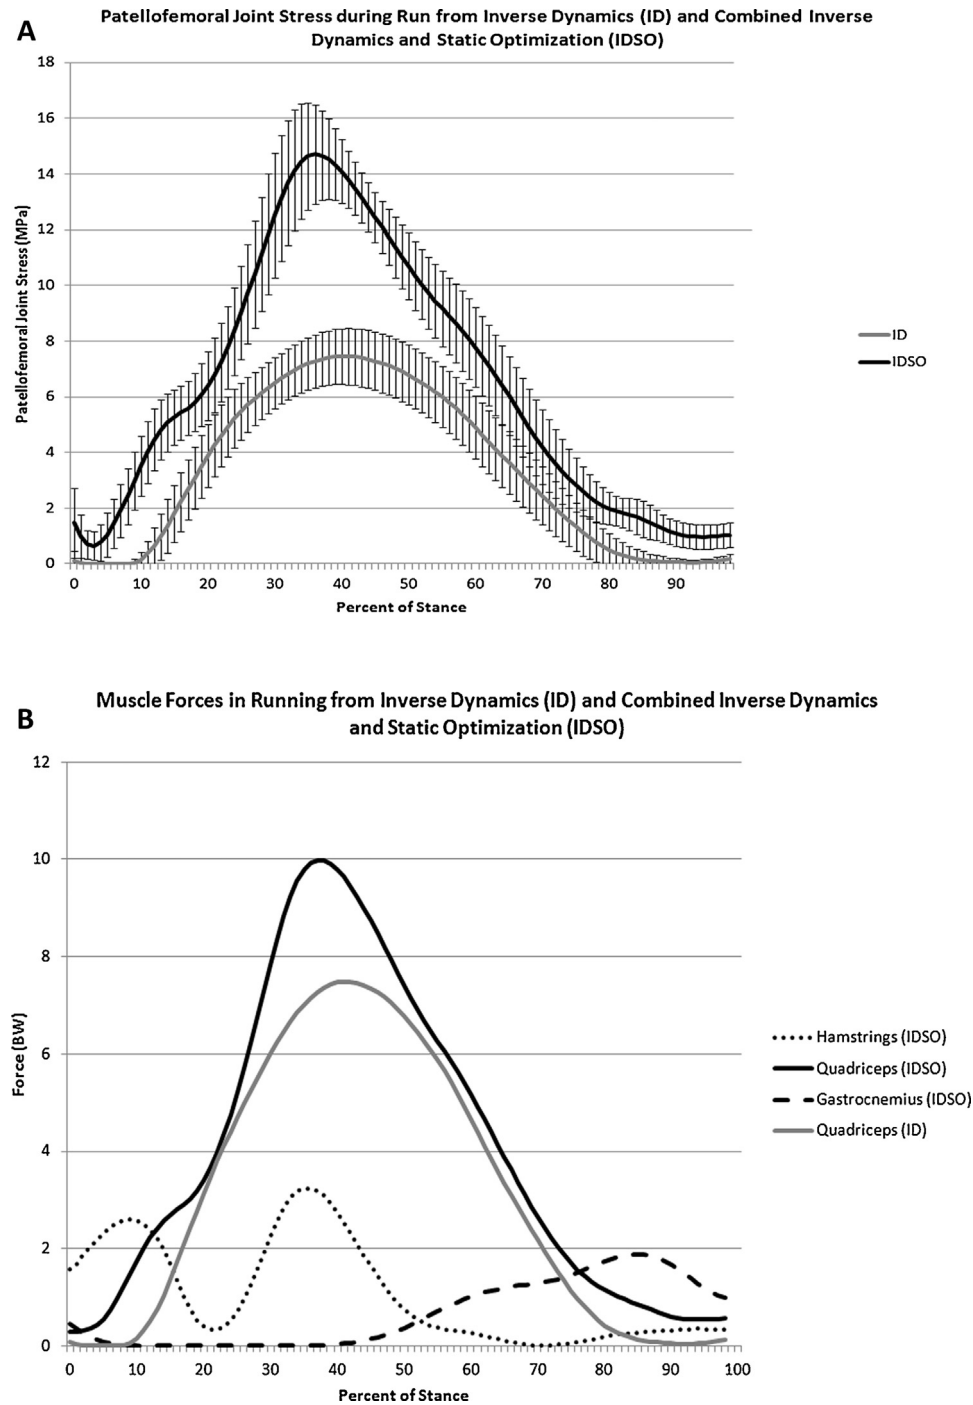 A
Patellofemoral Joint Stress during Run from Inverse Dynamics (ID) and Combined Inverse
Dynamics and Static Optimization (IDSO)
18
16
14
12
10
8
6
4
2
0
Patellofemoral Joint Stress (MPa)
0 10 20 30 40 50 60 70 80 90
Percent of Stance
ID
IDSO
B
Muscle Forces in Running from Inverse Dynamics (ID) and Combined Inverse Dynamics
and Static Optimization (IDSO)
12
10
8
6
4
2
0
Force (BW)
0 10 20 30 40 50 60 70 80 90 100
Percent of Stance
Hamstrings (IDSO)
Quadriceps (IDSO)
Gastrocnemius (IDSO)
Quadriceps (ID)